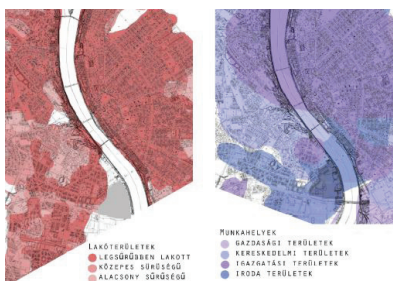 LAKÓTERÜLETEK
LEGSŰRŰBBEN LAKOTT
KÖZEPES SŰRŰSÉGŰ
ALACSONY SŰRŰSÉGŰ
MUNKAHELYEK
GAZDASÁGI TERÜLETEK
KERESKEDELMI TERÜLETEK
IGAZGATÁSI TERÜLETEK
IRODA TERÜLETEK